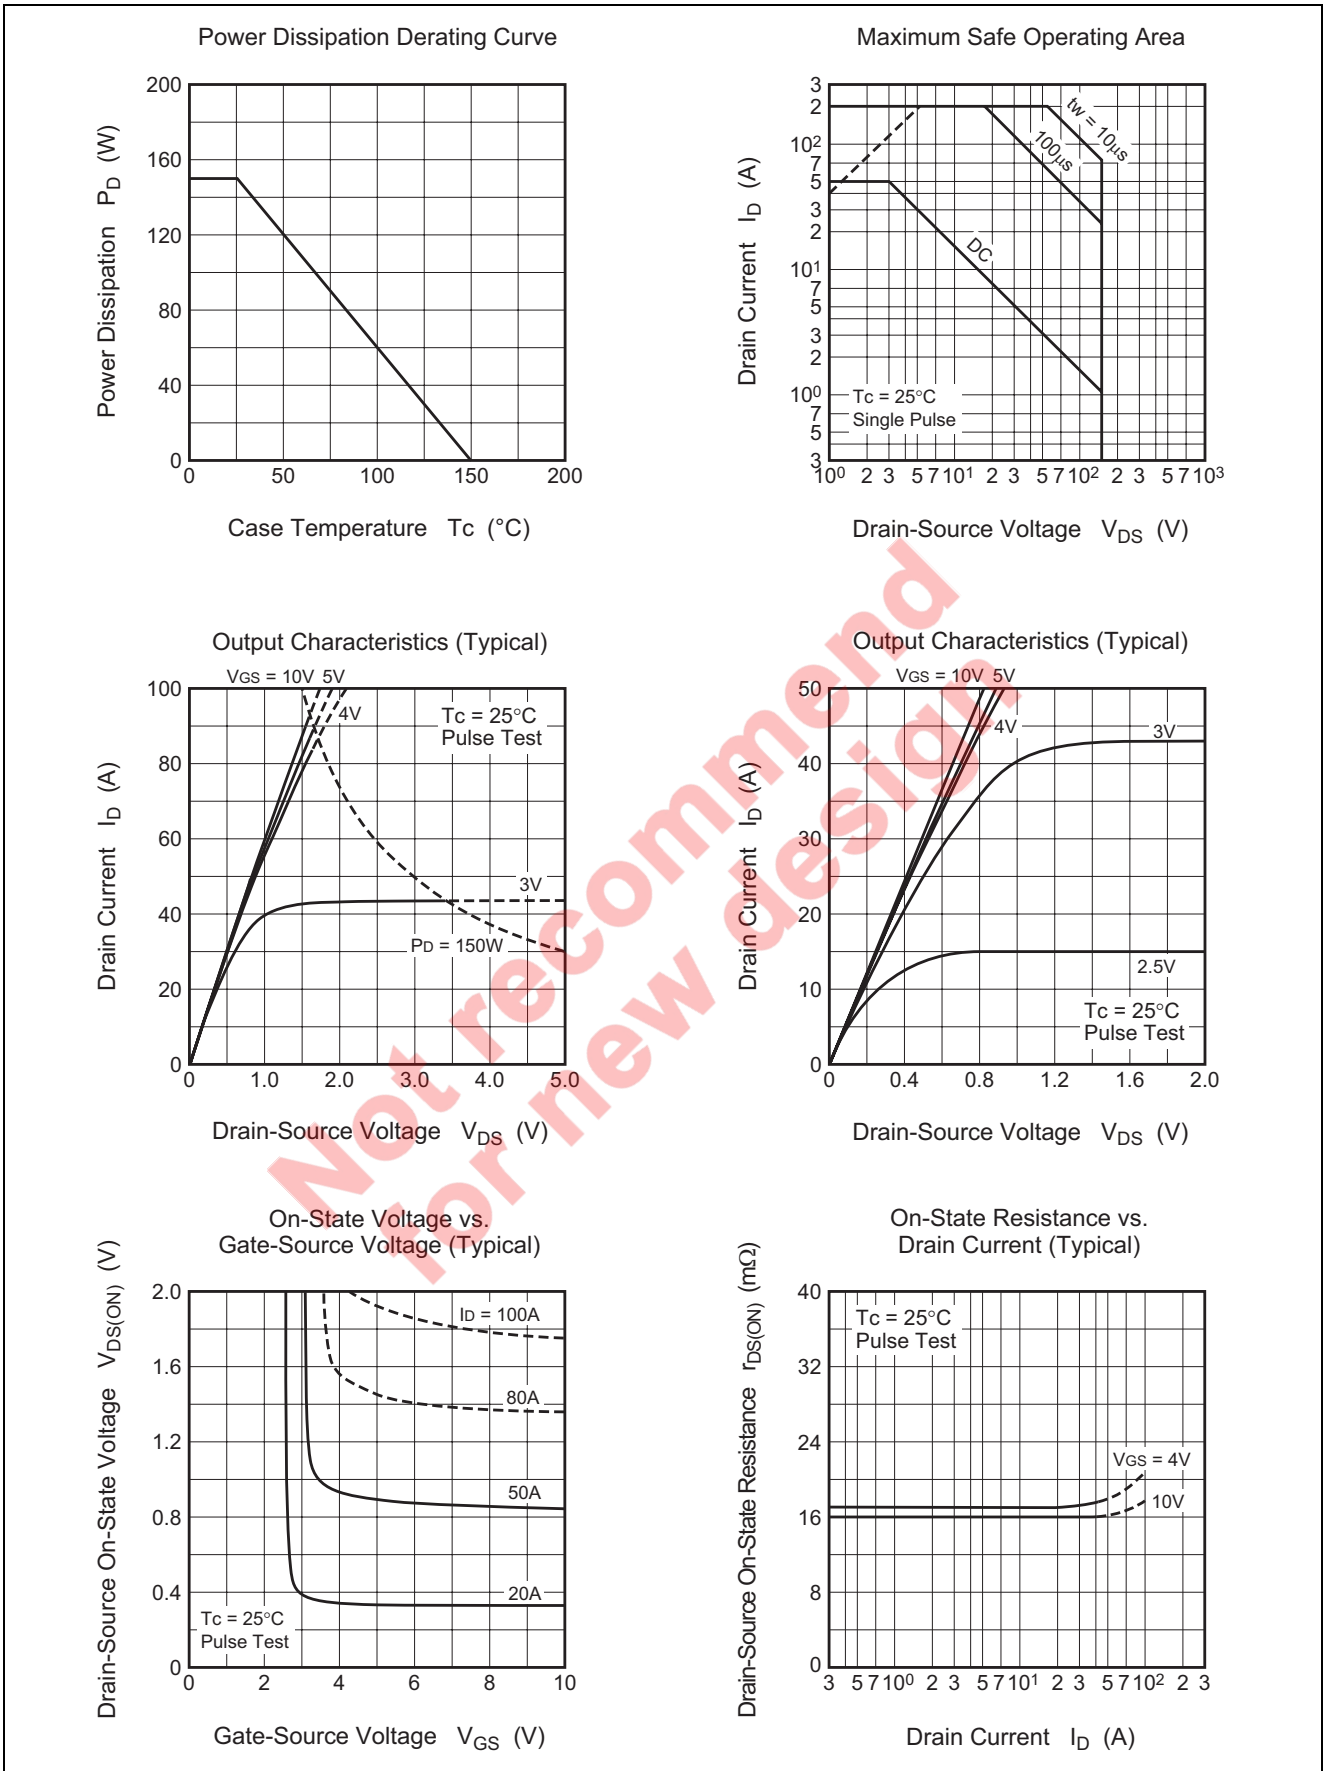 Power Dissipation Derating Curve
Power Dissipation PD (W)
200
160
120
80
40
0
0 50 100 150 200
Case Temperature Tc (°C)
Maximum Safe Operating Area
Drain Current ID (A)
3
2
10²
7
5
3
2
10¹
7
5
3
2
10⁰
7
5
3
tw = 10μs
100μs
DC
Tc = 25°C
Single Pulse
10⁰ 2 3 5 7 10¹ 2 3 5 7 10² 2 3 5 7 10³
Drain-Source Voltage VDS (V)
Output Characteristics (Typical)
Drain Current ID (A)
VGS = 10V 5V
4V
Tc = 25°C
Pulse Test
3V
PD = 150W
100
80
60
40
20
0
0 1.0 2.0 3.0 4.0 5.0
Drain-Source Voltage VDS (V)
Output Characteristics (Typical)
Drain Current ID (A)
VGS = 10V 5V
4V
3V
2.5V
Tc = 25°C
Pulse Test
50
40
30
20
10
0
0 0.4 0.8 1.2 1.6 2.0
Drain-Source Voltage VDS (V)
Not recommend
for new design
On-State Voltage vs.
Gate-Source Voltage (Typical)
Drain-Source On-State Voltage VDS(ON) (V)
2.0
1.6
1.2
0.8
0.4
0
ID = 100A
80A
50A
20A
Tc = 25°C
Pulse Test
0 2 4 6 8 10
Gate-Source Voltage VGS (V)
On-State Resistance vs.
Drain Current (Typical)
Drain-Source On-State Resistance rDS(ON) (mΩ)
40
32
24
16
8
0
Tc = 25°C
Pulse Test
VGS = 4V
10V
3 5 7 10⁰ 2 3 5 7 10¹ 2 3 5 7 10² 2 3
Drain Current ID (A)